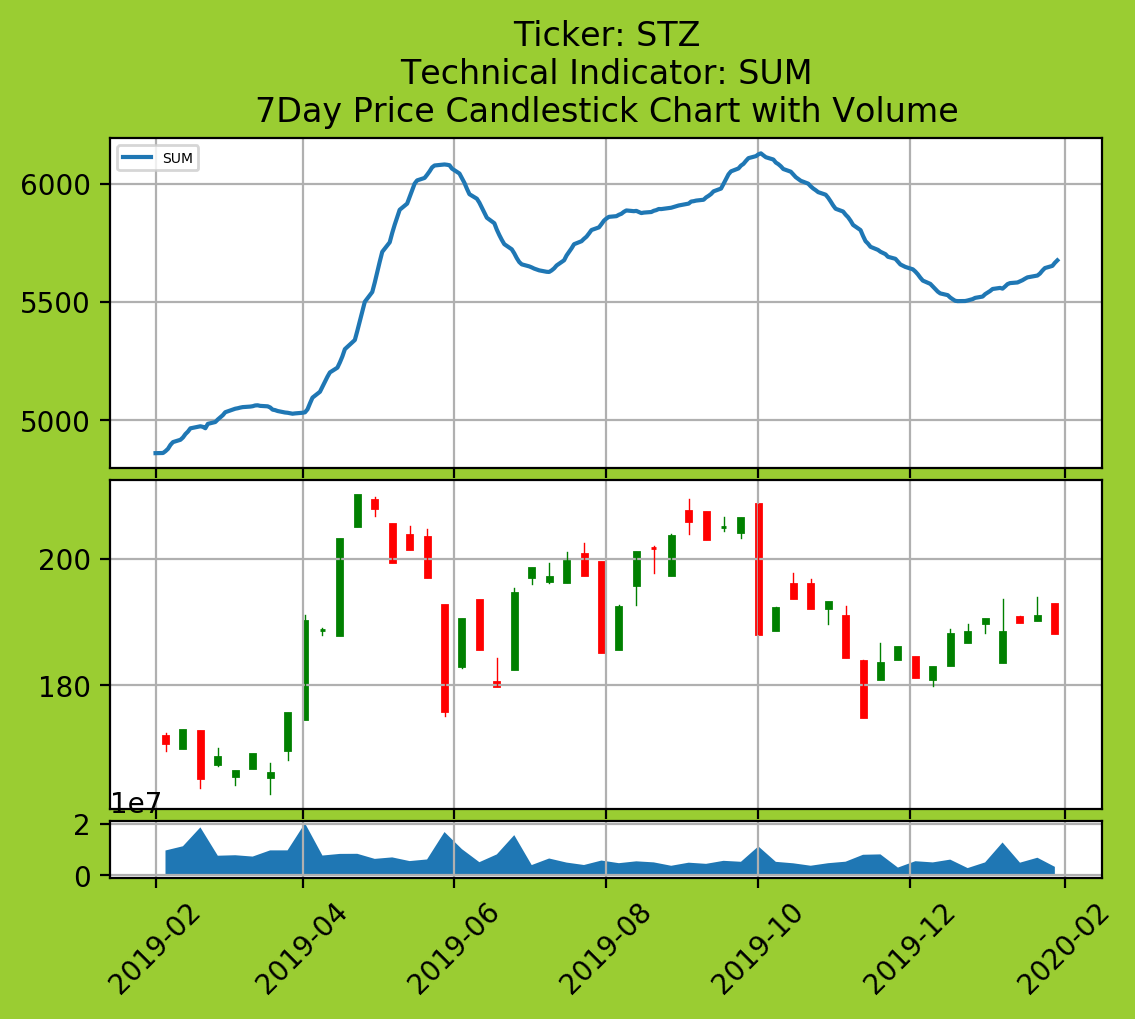 Ticker: STZ
Technical Indicator: SUM
7Day Price Candlestick Chart with Volume
SUM
6000
5500
5000
200
180
1e7
2
0
2019-02
2019-04
2019-06
2019-08
2019-10
2019-12
2020-02